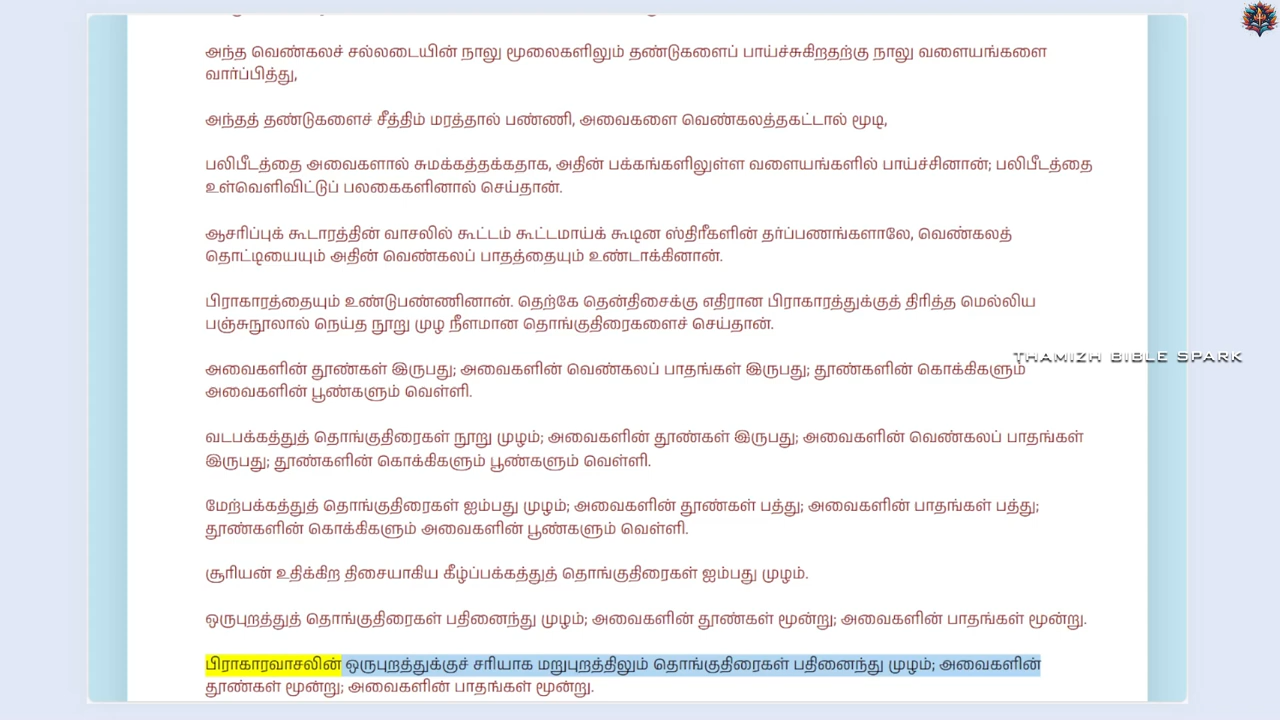 அந்த வெண்கலச் சல்லடையின் நாலு மூலைகளிலும் தண்டுகளைப் பாய்ச்சுகிறதற்கு நாலு வளையங்களை
வார்ப்பித்து,
அந்தத் தண்டுகளைச் சீத்திம் மரத்தால் பண்ணி, அவைகளை வெண்கலத்தகட்டால் மூடி,
பலிபீடத்தை அவைகளால் சுமக்கத்தக்கதாக, அதின் பக்கங்களிலுள்ள வளையங்களில் பாய்ச்சினான்; பலிபீடத்தை
உள்வெளிவிட்டுப் பலகைகளினால் செய்தான்.
ஆசரிப்புக் கூடாரத்தின் வாசலில் கூட்டம் கூட்டமாய்க் கூடின ஸ்திரீகளின் தர்ப்பணங்களாலே, வெண்கலத்
தொட்டியையும் அதின் வெண்கலப் பாதத்தையும் உண்டாக்கினான்.
பிராகாரத்தையும் உண்டுபண்ணினான். தெற்கே தென்திசைக்கு எதிரான பிராகாரத்துக்குத் திரித்த மெல்லிய
பஞ்சுநூலால் நெய்த நூறு முழ நீளமான தொங்குதிரைகளைச் செய்தான்.
THAMIZH BIBLE SPARK
அவைகளின் தூண்கள் இருபது; அவைகளின் வெண்கலப் பாதங்கள் இருபது; தூண்களின் கொக்கிகளும்
அவைகளின் பூண்களும் வெள்ளி.
வடபக்கத்துத் தொங்குதிரைகள் நூறு முழம்; அவைகளின் தூண்கள் இருபது; அவைகளின் வெண்கலப் பாதங்கள்
இருபது; தூண்களின் கொக்கிகளும் பூண்களும் வெள்ளி.
மேற்பக்கத்துத் தொங்குதிரைகள் ஐம்பது முழம்; அவைகளின் தூண்கள் பத்து; அவைகளின் பாதங்கள் பத்து;
தூண்களின் கொக்கிகளும் அவைகளின் பூண்களும் வெள்ளி.
சூரியன் உதிக்கிற திசையாகிய கீழ்ப்பக்கத்துத் தொங்குதிரைகள் ஐம்பது முழம்.
ஒருபுறத்துத் தொங்குதிரைகள் பதினைந்து முழம்; அவைகளின் தூண்கள் மூன்று; அவைகளின் பாதங்கள் மூன்று.
பிராகாரவாசலின் ஒருபுறத்துக்குச் சரியாக மறுபுறத்திலும் தொங்குதிரைகள் பதினைந்து முழம்; அவைகளின்
தூண்கள் மூன்று; அவைகளின் பாதங்கள் மூன்று.